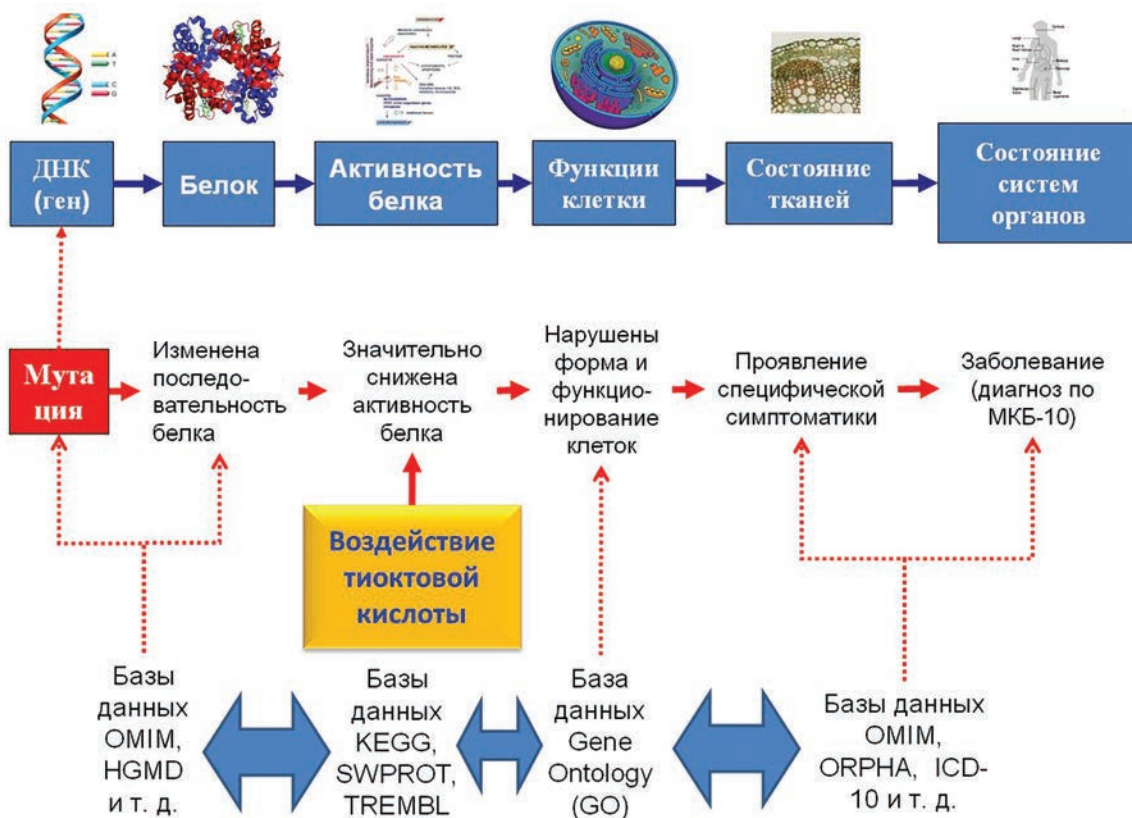 A
T
C
G
ДНК
(ген)
Белок
Активность
белка
Функции
клетки
Состояние
тканей
Состояние
систем
органов
Мута
ция
Изменена
последо-
вательность
белка
Значительно
снижена
активность
белка
Нарушены
форма и
функцио-
нирование
клеток
Проявление
специфической
симптоматики
Заболевание
(диагноз по
МКБ-10)
Воздействие
тиоктовой
кислоты
Базы
данных
OMIM,
HGMD
и т. д.
Базы
данных
KEGG,
SWPROT,
TREMBL
База
данных
Gene
Ontology
(GO)
Базы данных
OMIM,
ORPHA, ICD-
10 и т. д.